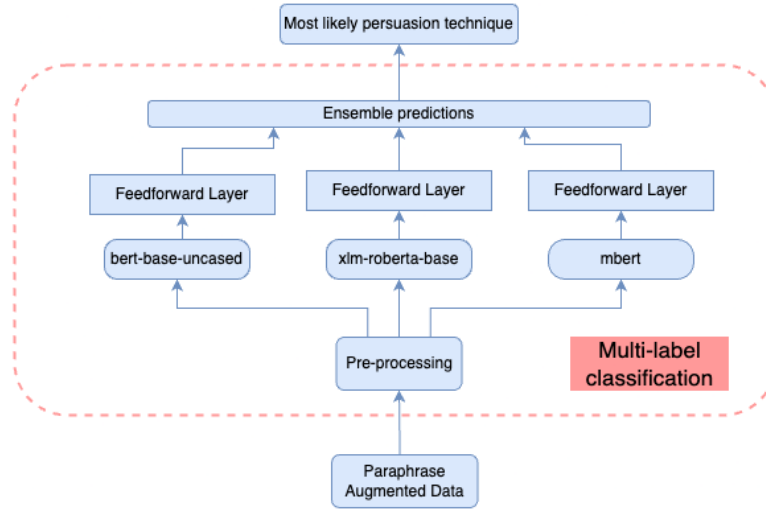 Most likely persuasion technique
Ensemble predictions
Feedforward Layer
Feedforward Layer
Feedforward Layer
bert-base-uncased
xlm-roberta-base
mbert
Pre-processing
Multi-label
classification
Paraphrase
Augmented Data